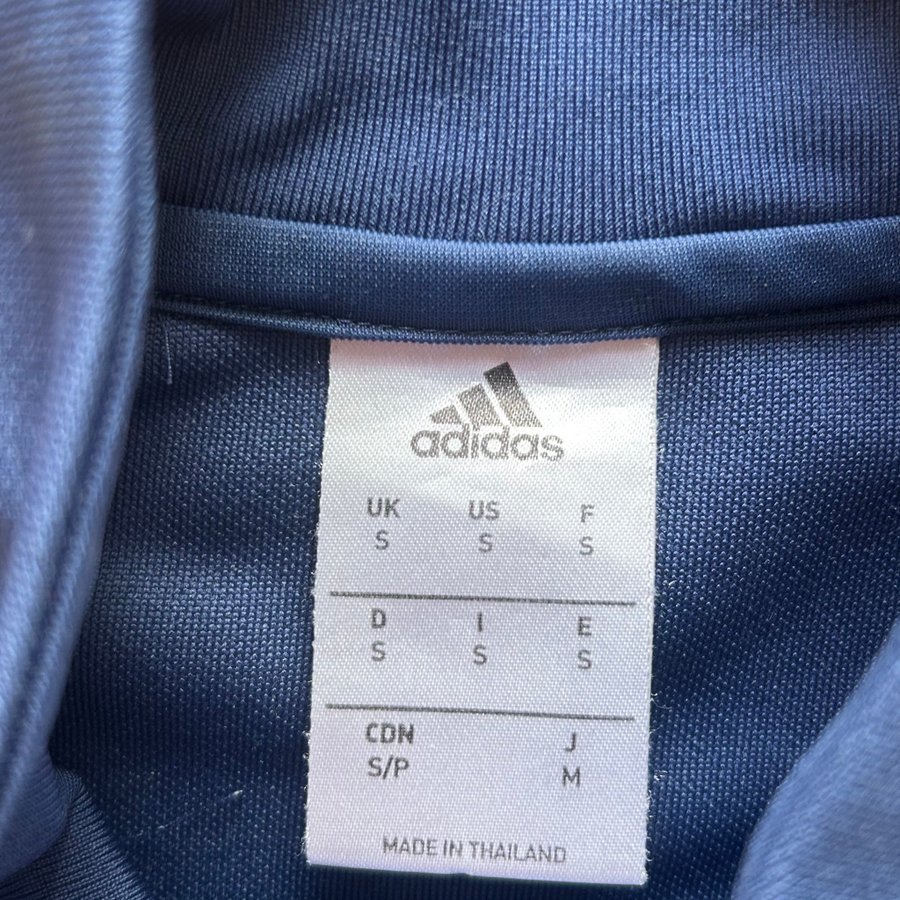 adidas
UK US F
S S S
D I E
S S S
CDN J
S/P M
MADE IN THAILAND